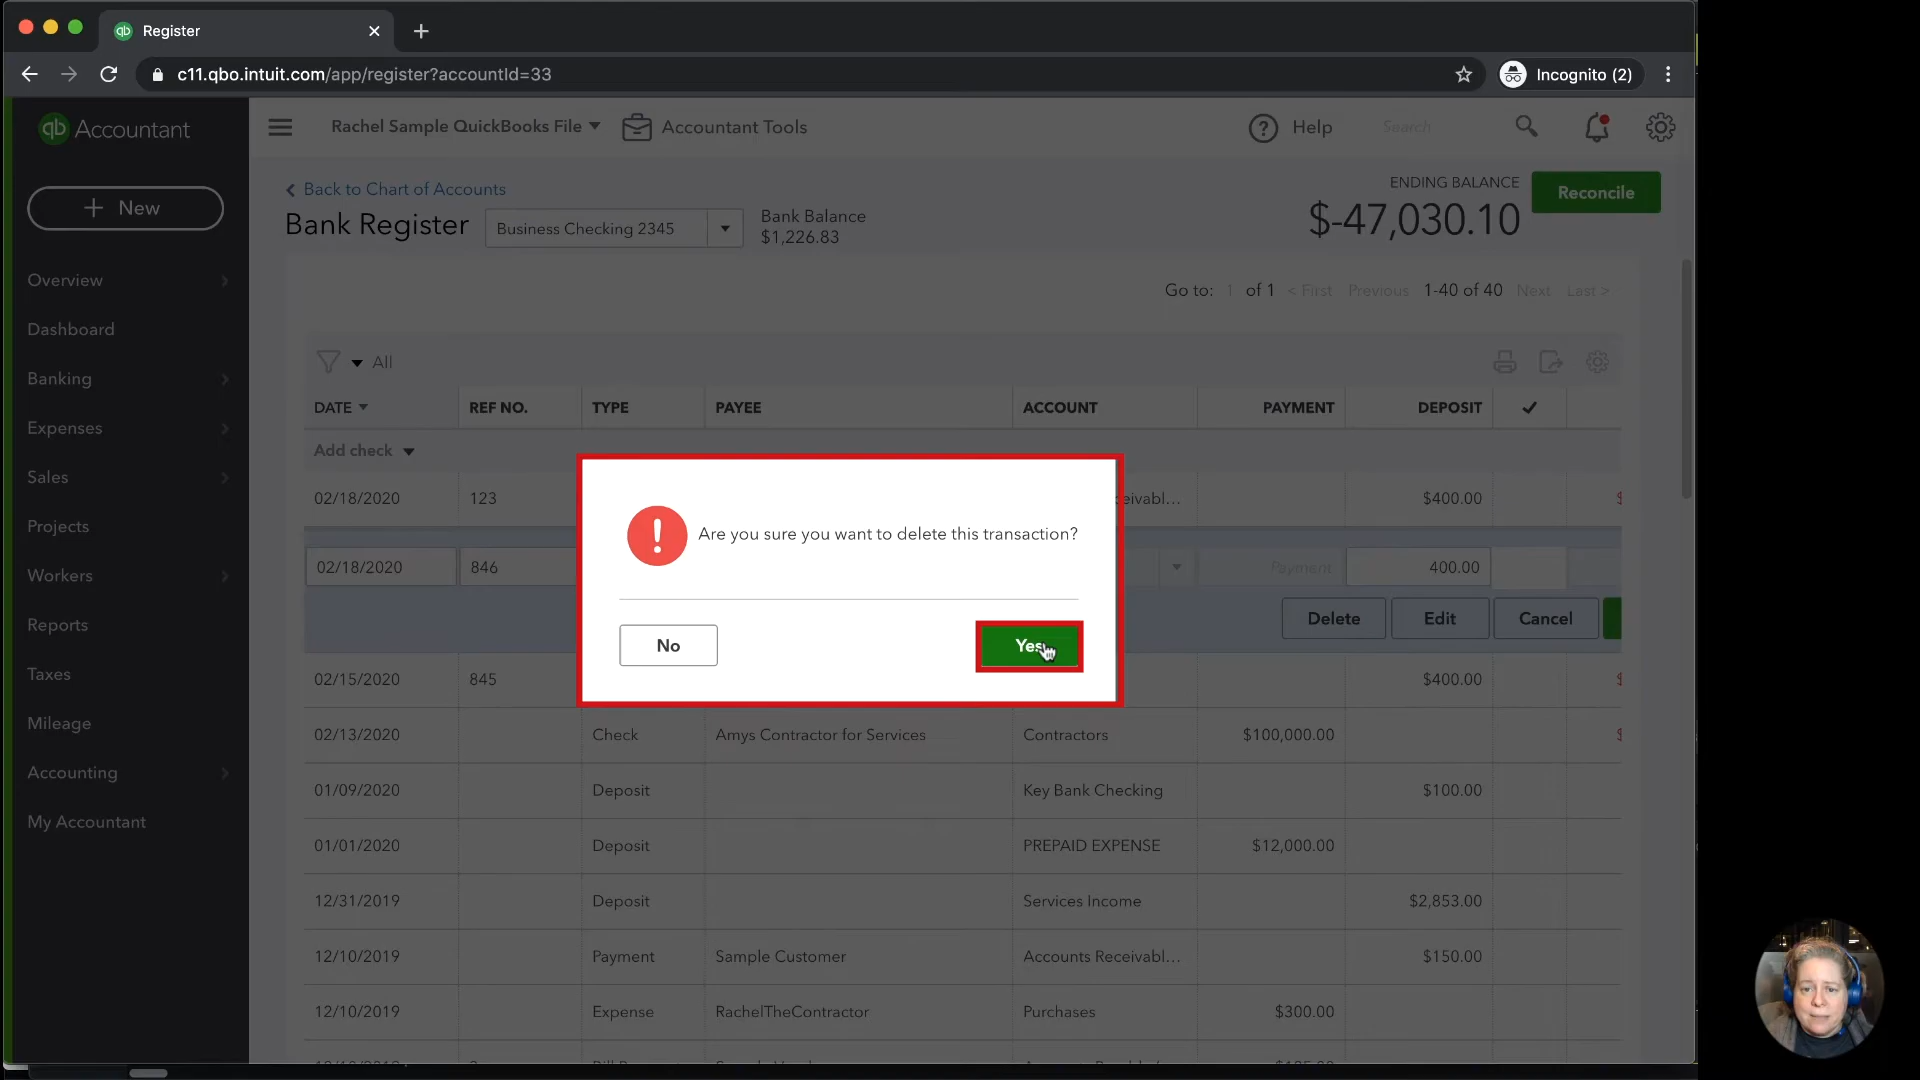 Register
c11.qbo.intuit.com/app/register?accountId=33
Incognito (2)
qb Accountant
Rachel Sample QuickBooks File
Accountant Tools
Help
Search
New
Back to Chart of Accounts
Bank Register
Business Checking 2345
Bank Balance
$1,226.83
ENDING BALANCE
$-47,030.10
Reconcile
Overview
Dashboard
Banking
Expenses
Sales
Projects
Workers
Reports
Taxes
Mileage
Accounting
My Accountant
Go to: 1 of 1 < First Previous 1-40 of 40 Next Last >
All
DATE REF NO. TYPE PAYEE ACCOUNT PAYMENT DEPOSIT ✓
Add check
02/18/2020 123 eivabl... $400.00 $
02/18/2020 846 Payment 400.00
Delete Edit Cancel
Are you sure you want to delete this transaction?
No
Yes
02/15/2020 845 $400.00 $
02/13/2020 Check Amys Contractor for Services Contractors $100,000.00 $
01/09/2020 Deposit Key Bank Checking $100.00
01/01/2020 Deposit PREPAID EXPENSE $12,000.00
12/31/2019 Deposit Services Income $2,853.00
12/10/2019 Payment Sample Customer Accounts Receivabl... $150.00
12/10/2019 Expense RachelTheContractor Purchases $300.00